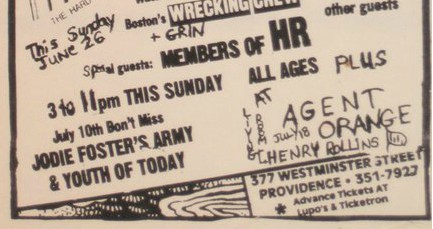 THE HARD
Boston's WRECKING CREW
other guests
This Sunday
JUNE 26
+ GRIN
Special guests: MEMBERS OF HR
3 to 11pm THIS SUNDAY
ALL AGES PLUS
July 10th Don't Miss
JODIE FOSTER'S ARMY
& YOUTH OF TODAY
AT
AGENT
ORANGE
JULY 18
HENRY ROLLINS
377 WESTMINSTER STREET
PROVIDENCE • 351-7927
* Advance Tickets AT
Lupo's & Ticketron